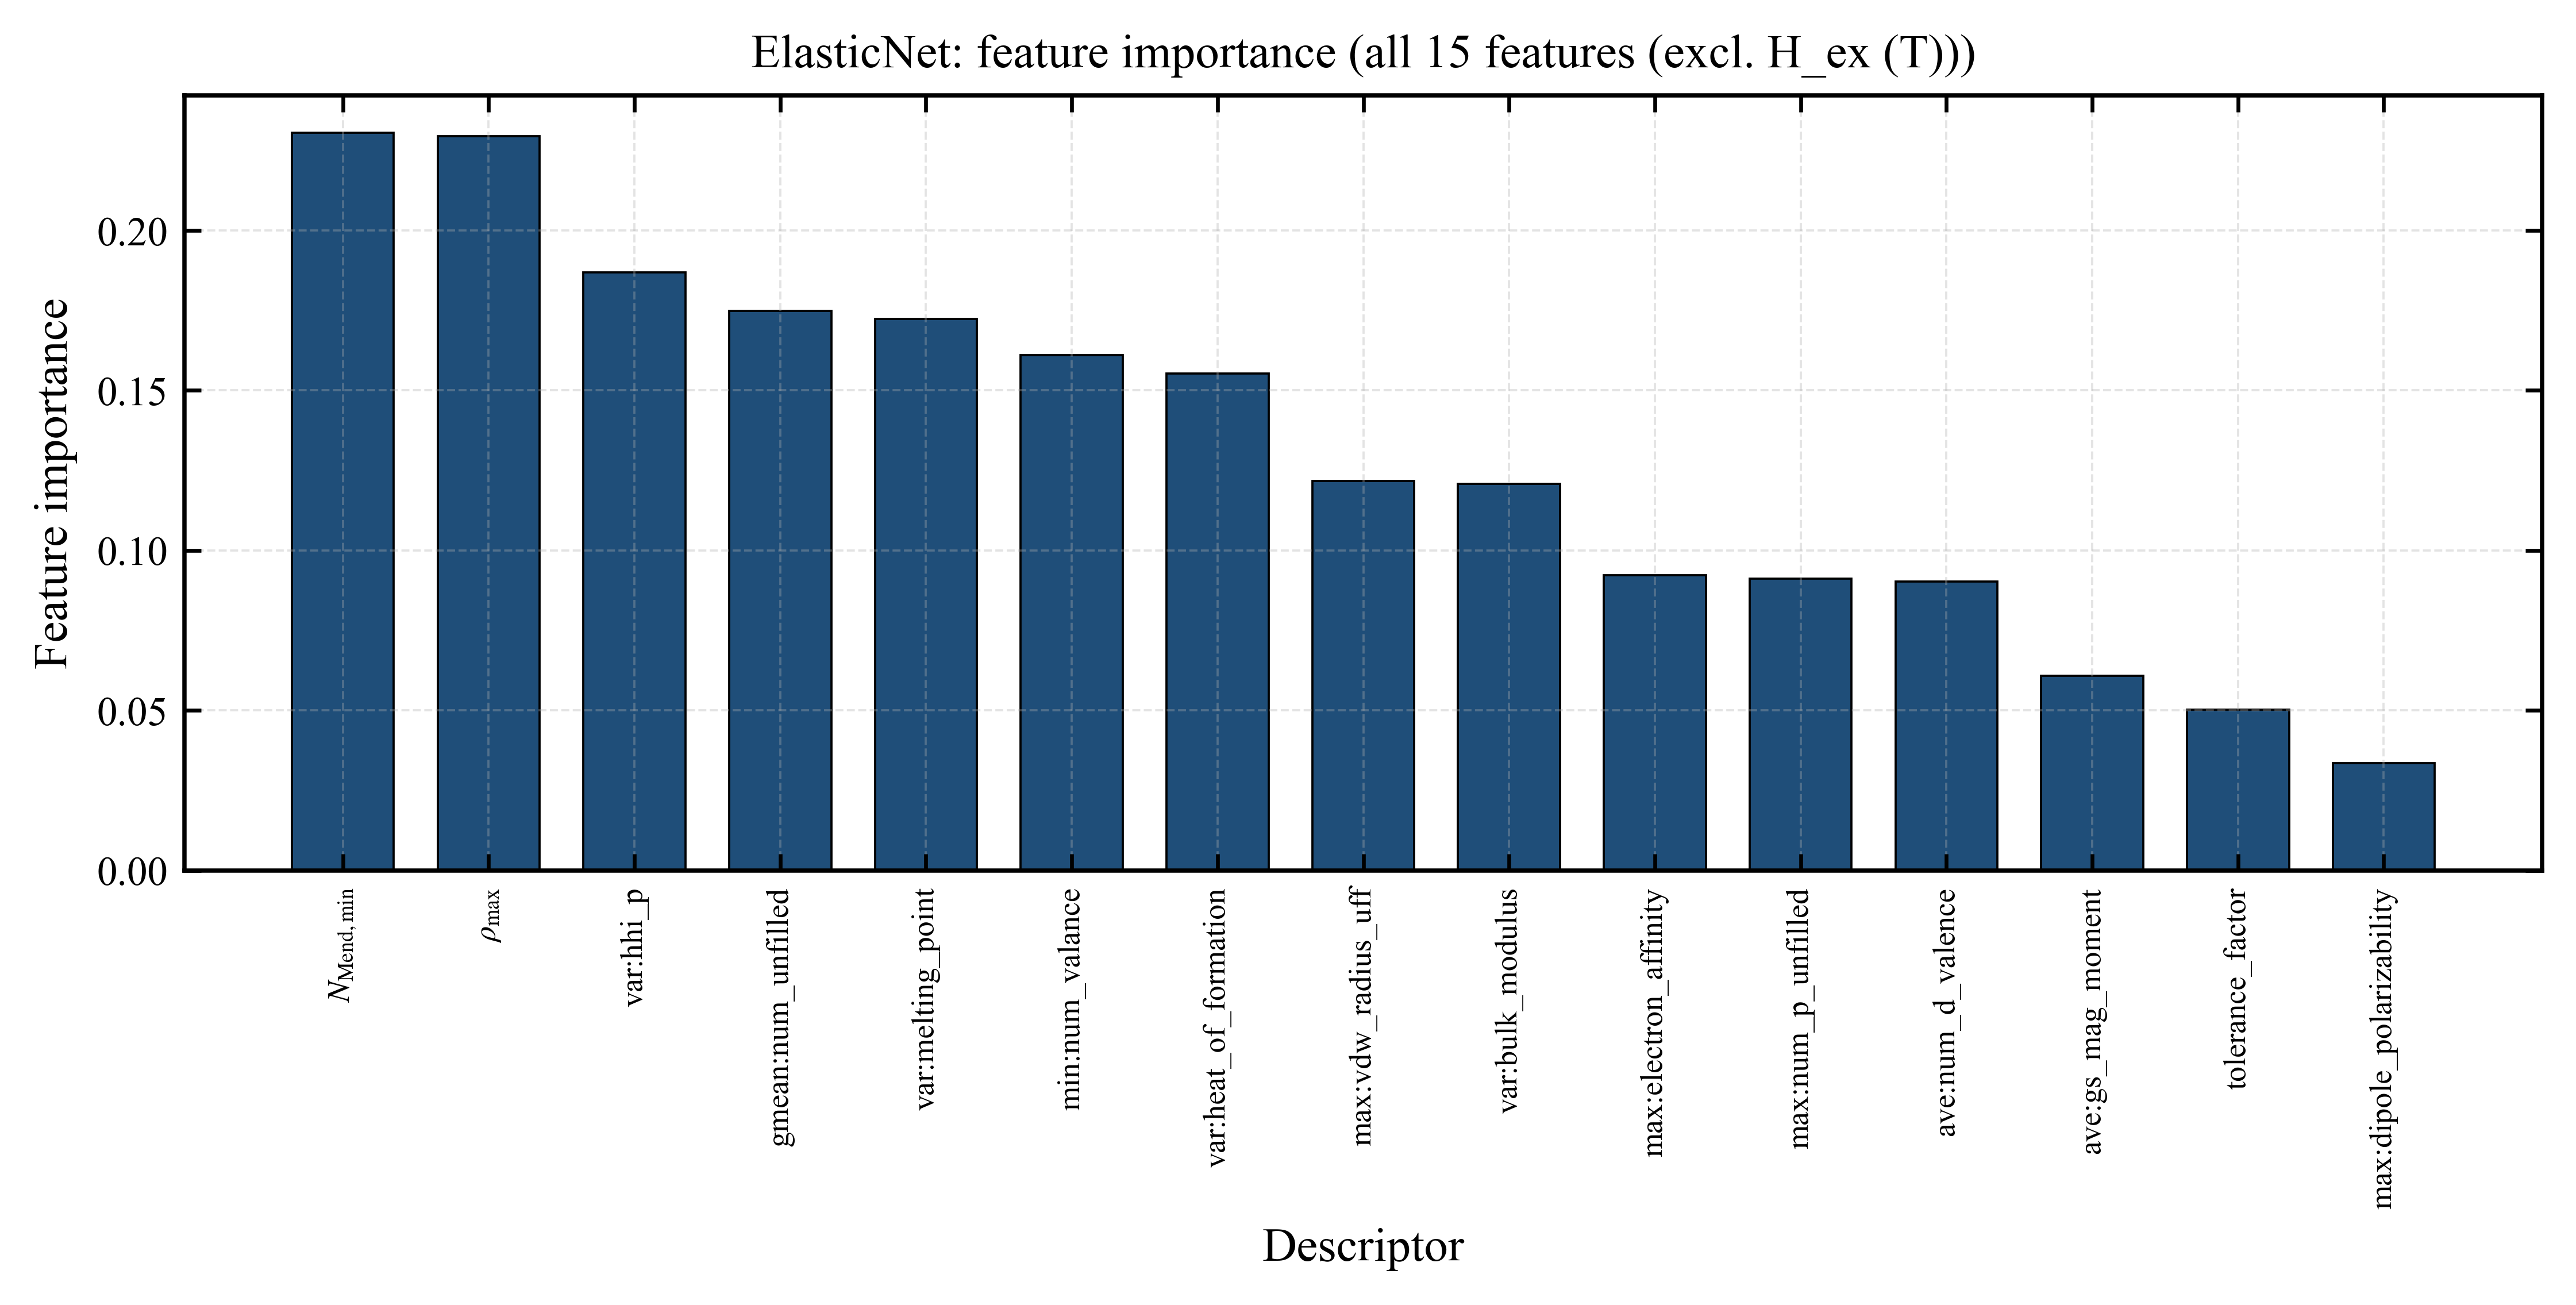 ElasticNet: feature importance (all 15 features (excl. H_ex (T)))
Feature importance
0.20
0.15
0.10
0.05
0.00
N_Mend,min
ρ_max
var:hhi_p
gmean:num_unfilled
var:melting_point
min:num_valance
var:heat_of_formation
max:vdw_radius_uff
var:bulk_modulus
max:electron_affinity
max:num_p_unfilled
ave:num_d_valence
ave:gs_mag_moment
tolerance_factor
max:dipole_polarizability
Descriptor